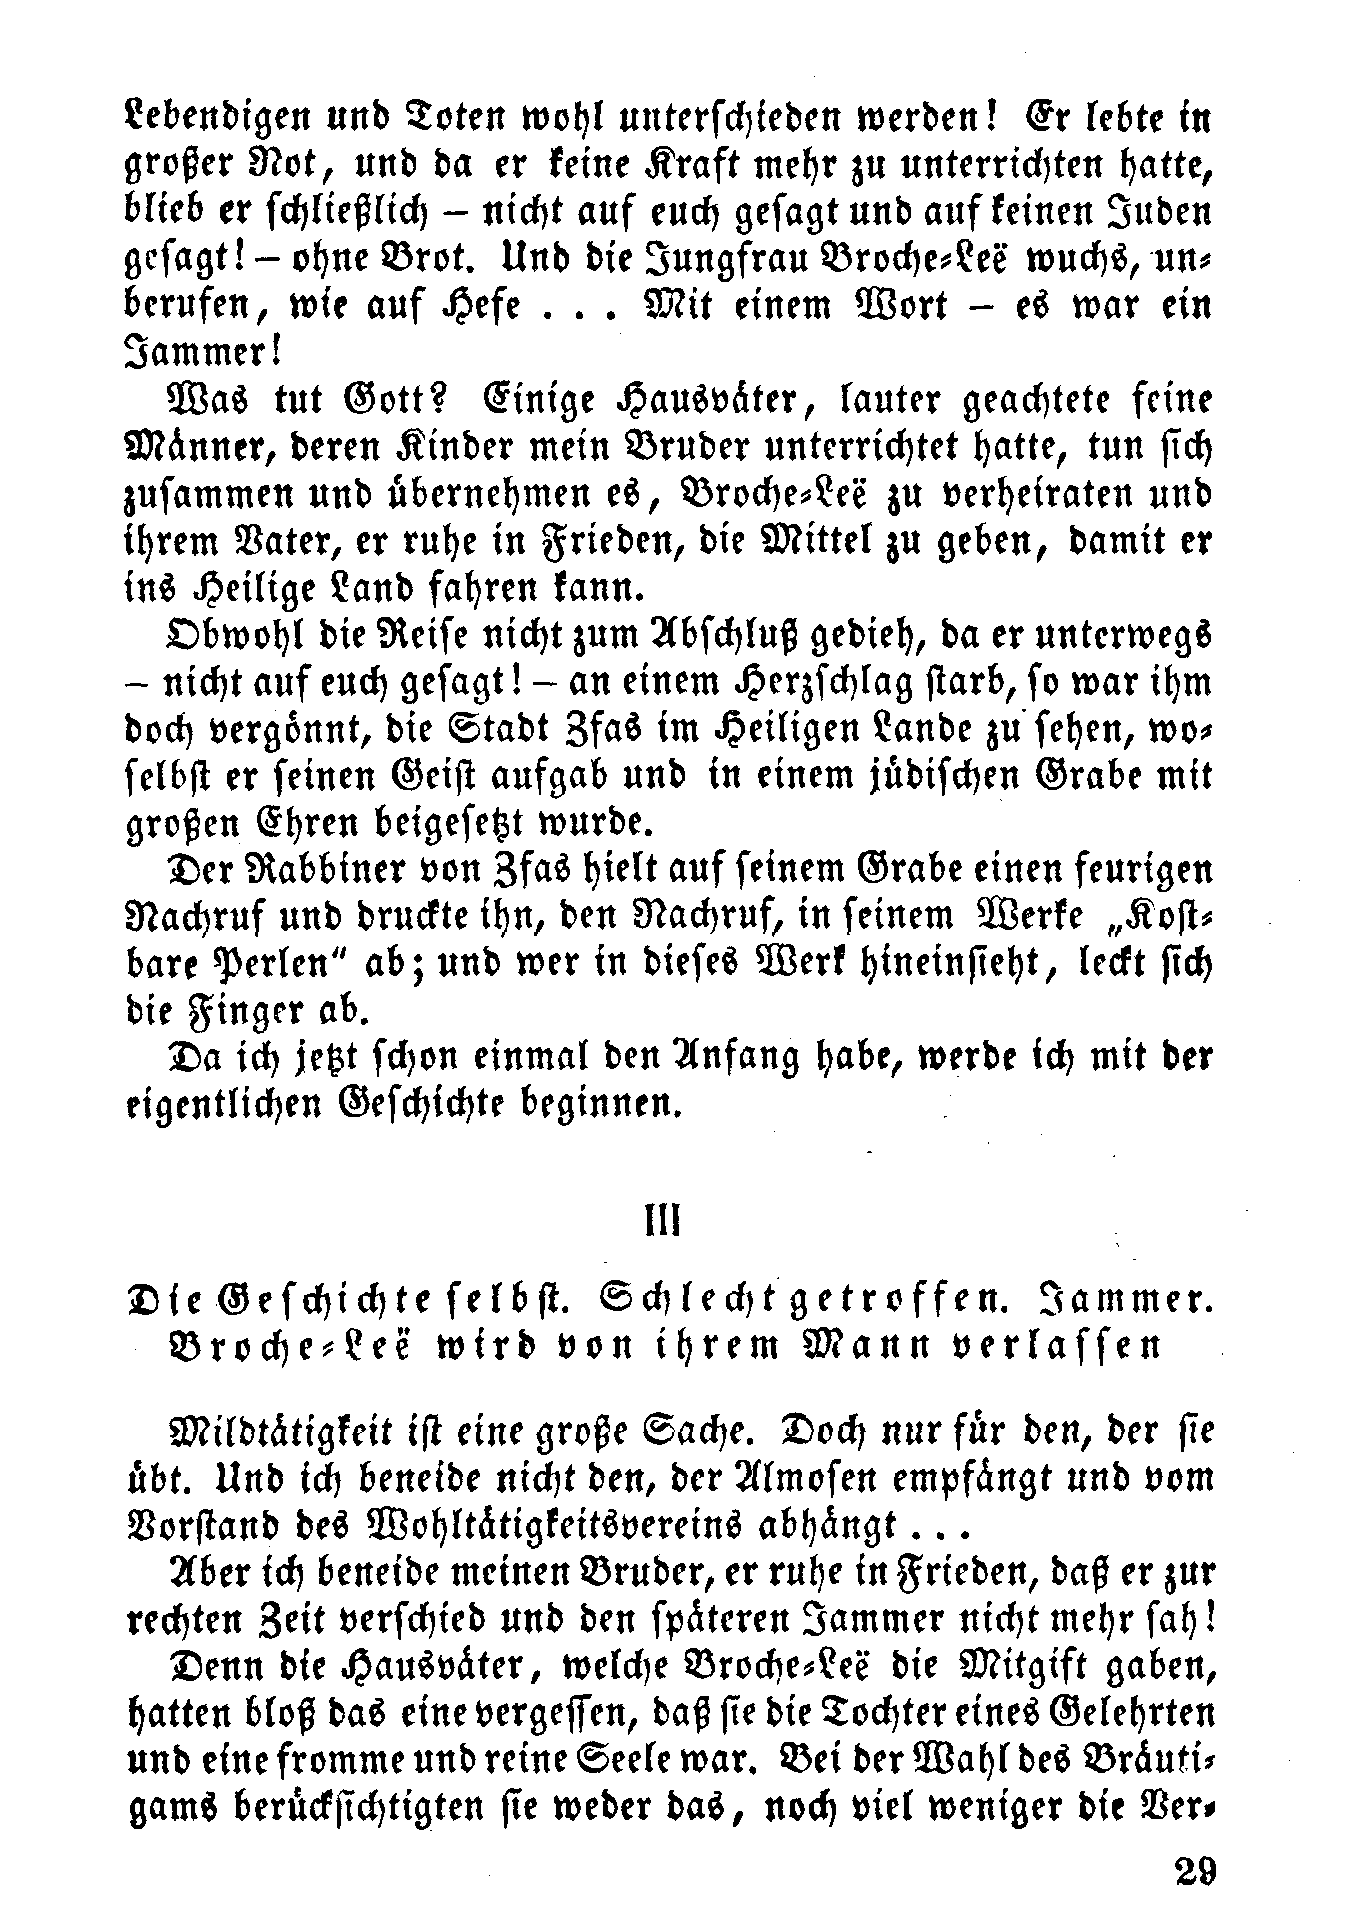 Lebendigen und Toten wohl unterschieden werden! Er lebte in
großer Not, und da er keine Kraft mehr zu unterrichten hatte,
blieb er schließlich – nicht auf euch gesagt und auf keinen Juden
gesagt! – ohne Brot. Und die Jungfrau Broche-Leë wuchs, un-
berufen, wie auf Hefe . . . Mit einem Wort – es war ein
Jammer!
Was tut Gott? Einige Hausväter, lauter geachtete feine
Männer, deren Kinder mein Bruder unterrichtet hatte, tun sich
zusammen und übernehmen es, Broche-Leë zu verheiraten und
ihrem Vater, er ruhe in Frieden, die Mittel zu geben, damit er
ins Heilige Land fahren kann.
Obwohl die Reise nicht zum Abschluß gedieh, da er unterwegs
– nicht auf euch gesagt! – an einem Herzschlag starb, so war ihm
doch vergönnt, die Stadt Zfas im Heiligen Lande zu sehen, wo-
selbst er seinen Geist aufgab und in einem jüdischen Grabe mit
großen Ehren beigesetzt wurde.
Der Rabbiner von Zfas hielt auf seinem Grabe einen feurigen
Nachruf und druckte ihn, den Nachruf, in seinem Werke „Kost-
bare Perlen“ ab; und wer in dieses Werk hineinsieht, leckt sich
die Finger ab.
Da ich jetzt schon einmal den Anfang habe, werde ich mit der
eigentlichen Geschichte beginnen.
III
Die Geschichte selbst. Schlecht getroffen. Jammer.
Broche-Leë wird von ihrem Mann verlassen
Mildtätigkeit ist eine große Sache. Doch nur für den, der sie
übt. Und ich beneide nicht den, der Almosen empfängt und vom
Vorstand des Wohltätigkeitsvereins abhängt . . .
Aber ich beneide meinen Bruder, er ruhe in Frieden, daß er zur
rechten Zeit verschied und den späteren Jammer nicht mehr sah!
Denn die Hausväter, welche Broche-Leë die Mitgift gaben,
hatten bloß das eine vergessen, daß sie die Tochter eines Gelehrten
und eine fromme und reine Seele war. Bei der Wahl des Bräuti-
gams berücksichtigten sie weder das, noch viel weniger die Ver-
29